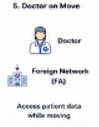 5. Doctor on Move
Doctor
Foreign Network
(FA)
Access patient data
while moving